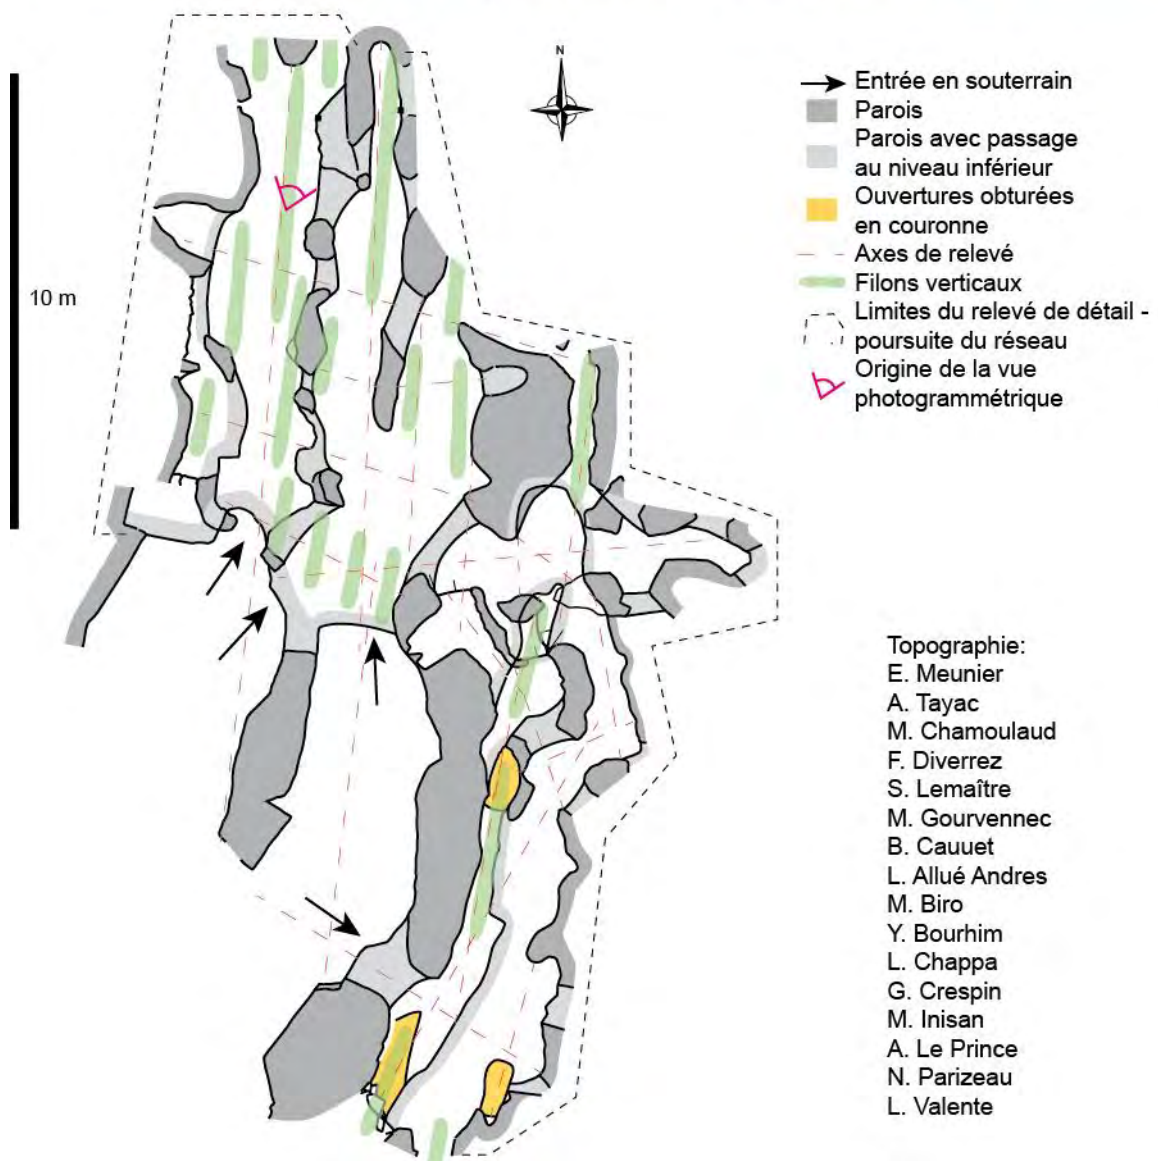 N
10 m
Entrée en souterrain
Parois
Parois avec passage
au niveau inférieur
Ouvertures obturées
en couronne
Axes de relevé
Filons verticaux
Limites du relevé de détail -
poursuite du réseau
Origine de la vue
photogrammétrique
Topographie:
E. Meunier
A. Tayac
M. Chamoulaud
F. Diverrez
S. Lemaître
M. Gourvennec
B. Cauuet
L. Allué Andres
M. Biro
Y. Bourhim
L. Chappa
G. Crespin
M. Inisan
A. Le Prince
N. Parizeau
L. Valente